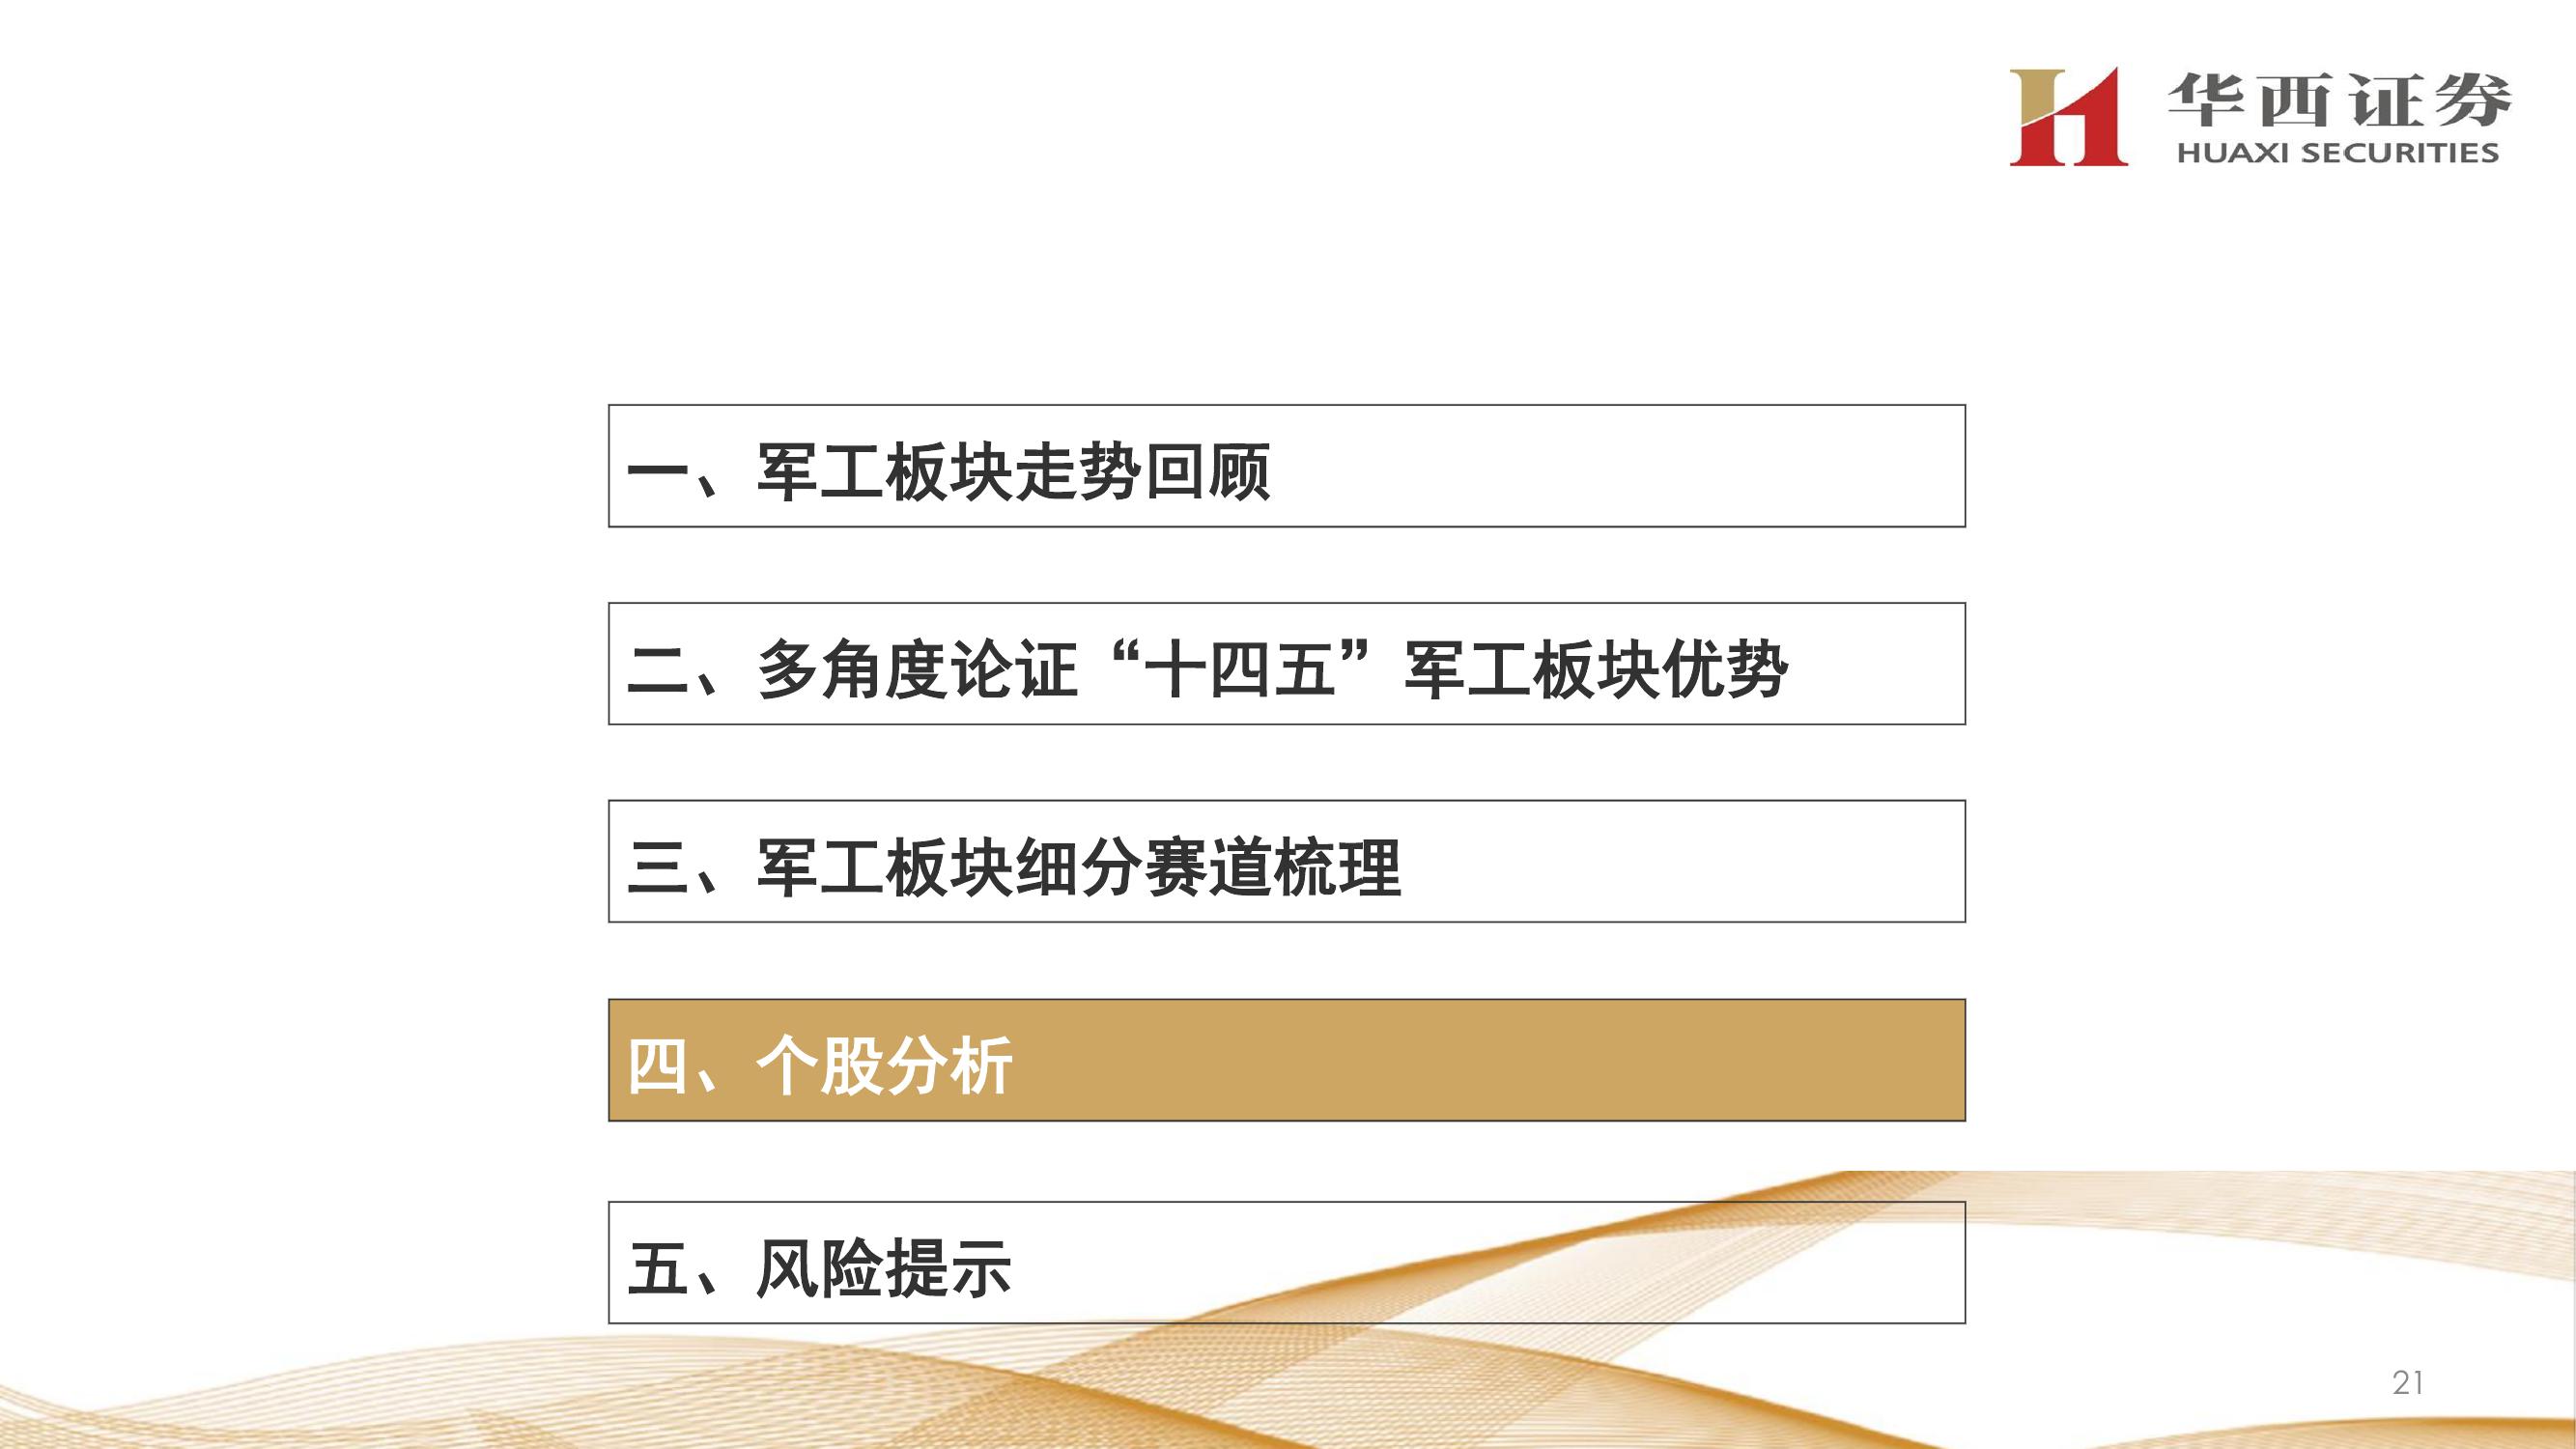 华西证券
HUAXI SECURITIES
一、军工板块走势回顾
二、多角度论证“十四五”军工板块优势
三、军工板块细分赛道梳理
四、个股分析
五、风险提示
21